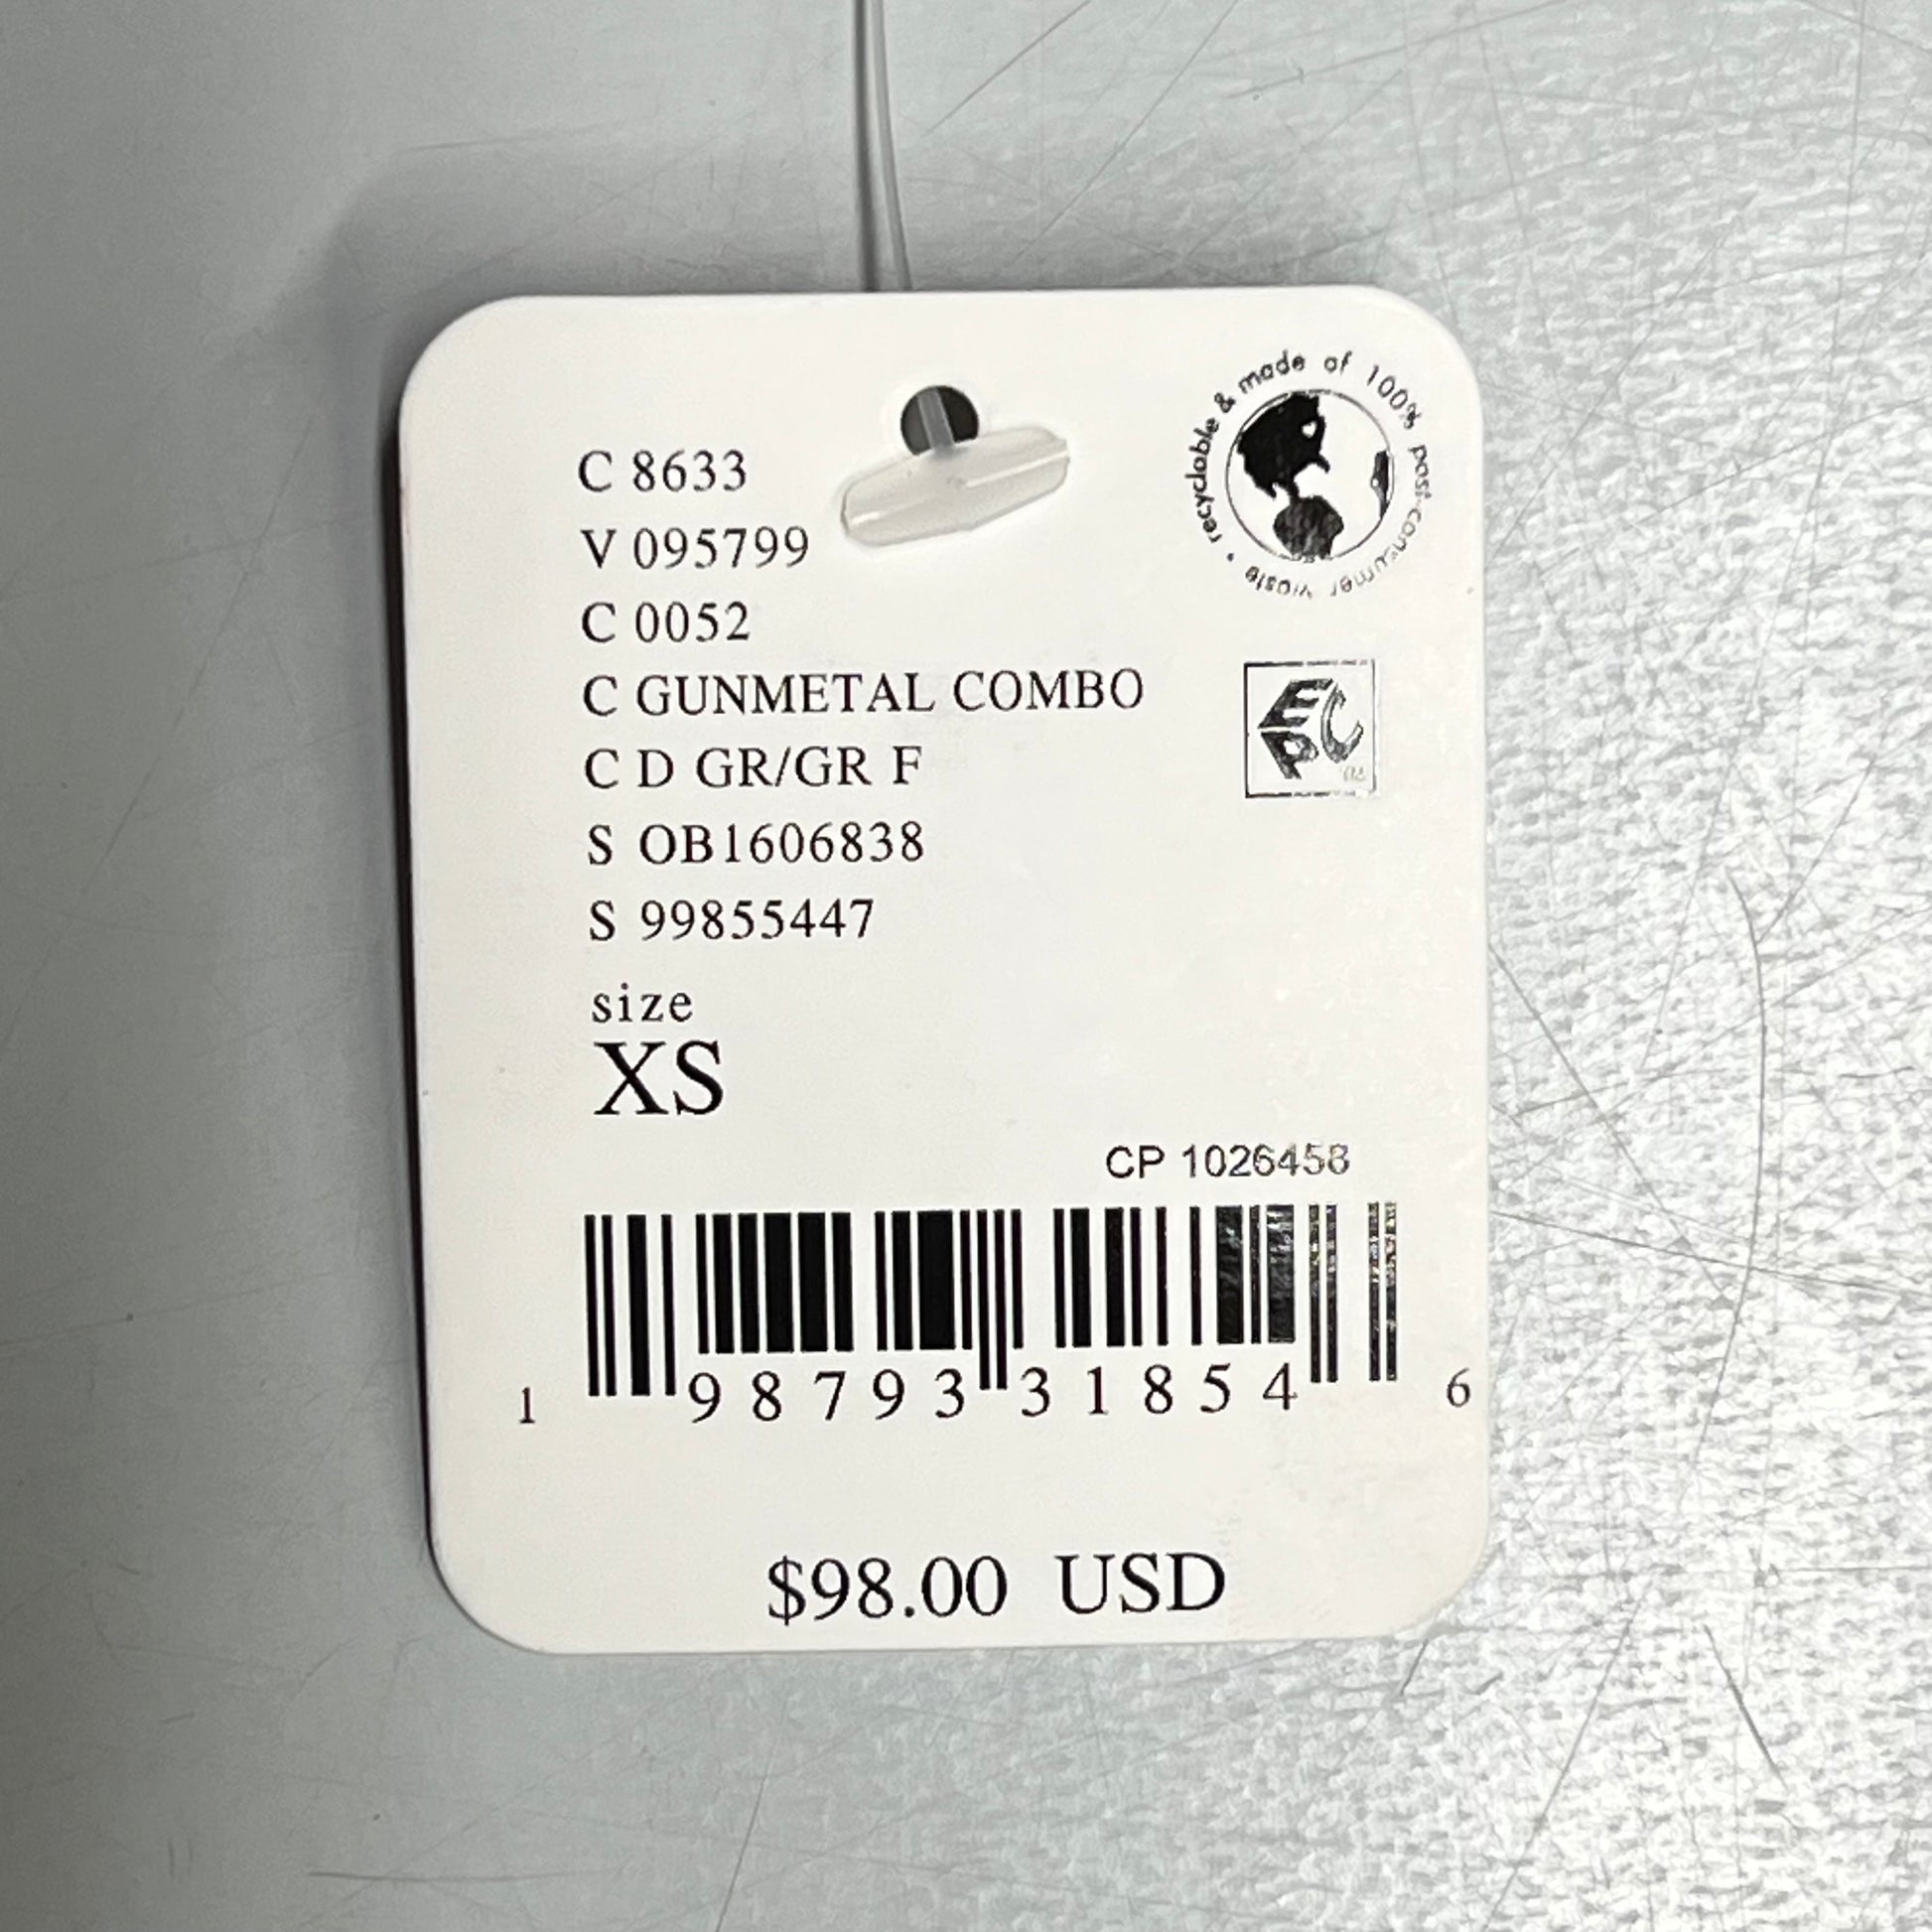 recyclable & made of 100% post-consumer waste •
C 8633
V 095799
C 0052
C GUNMETAL COMBO
C D GR/GR F
S OB1606838
S 99855447
EPC
size
XS
CP 1026458
1 98793 31854 6
$98.00 USD